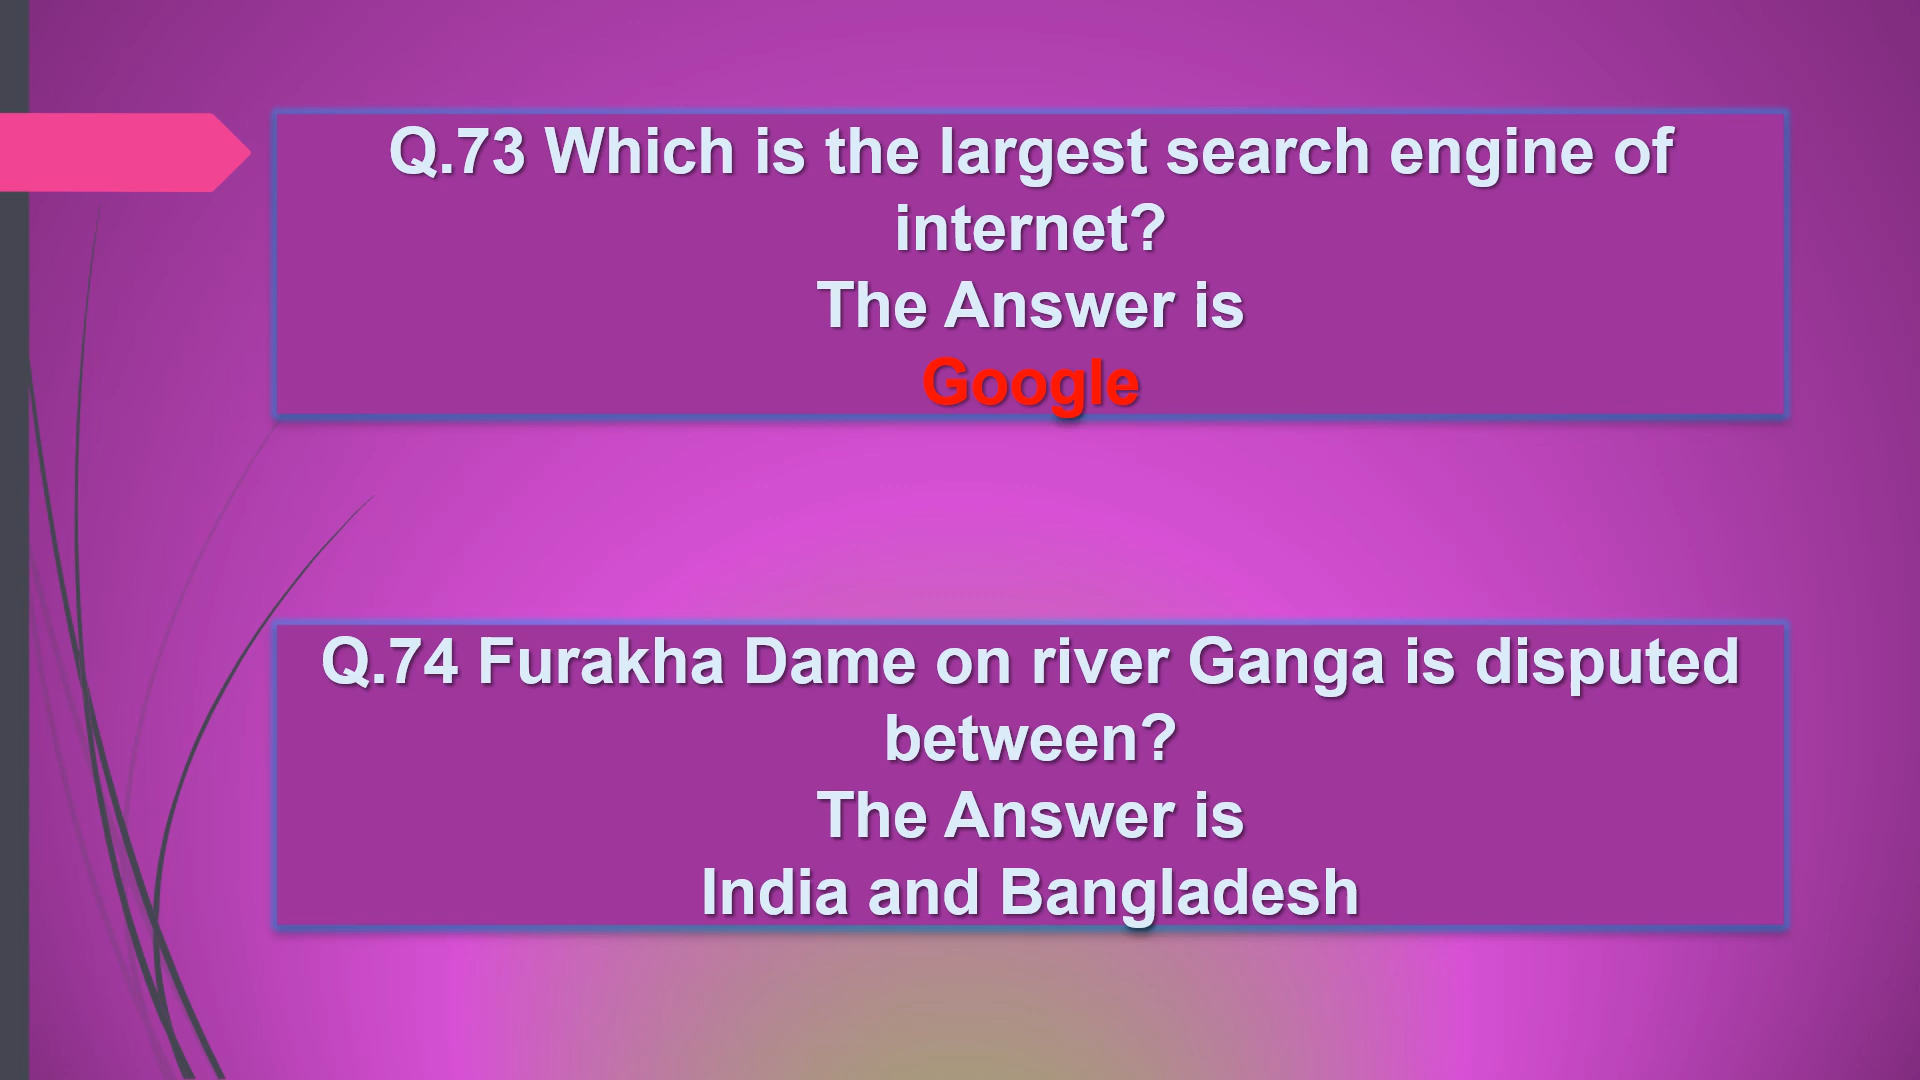 Q.73 Which is the largest search engine of
internet?
The Answer is
Google
Q.74 Furakha Dame on river Ganga is disputed
between?
The Answer is
India and Bangladesh